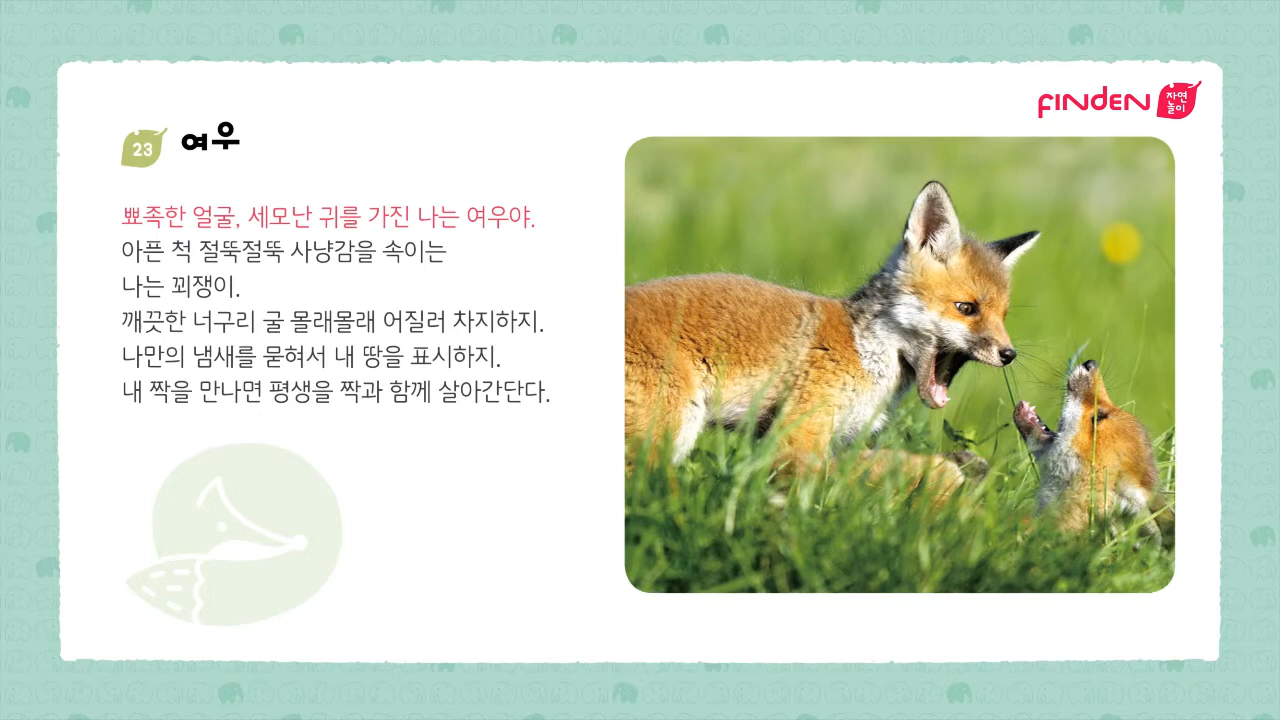 FINDEN 자연
놀이
23 여우
뾰족한 얼굴, 세모난 귀를 가진 나는 여우야.
아픈 척 절뚝절뚝 사냥감을 속이는
나는 꾀쟁이.
깨끗한 너구리 굴 몰래몰래 어질러 차지하지.
나만의 냄새를 묻혀서 내 땅을 표시하지.
내 짝을 만나면 평생을 짝과 함께 살아간단다.